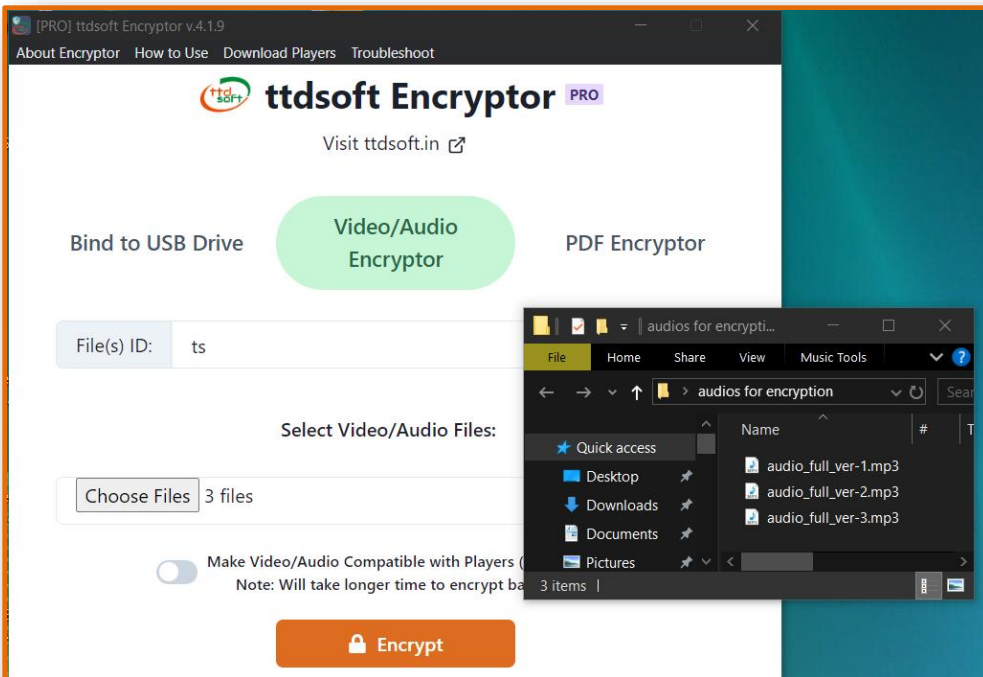 [PRO] ttdsoft Encryptor v.4.1.9
About Encryptor How to Use Download Players Troubleshoot
ttd soft
ttdsoft Encryptor PRO
Visit ttdsoft.in
Bind to USB Drive
Video/Audio
Encryptor
PDF Encryptor
File(s) ID: ts
Select Video/Audio Files:
Choose Files 3 files
Make Video/Audio Compatible with Players (
Note: Will take longer time to encrypt ba
Encrypt
audios for encrypti...
File Home Share View Music Tools
audios for encryption Sear
Quick access
Desktop
Downloads
Documents
Pictures
Name # T
audio_full_ver-1.mp3
audio_full_ver-2.mp3
audio_full_ver-3.mp3
3 items